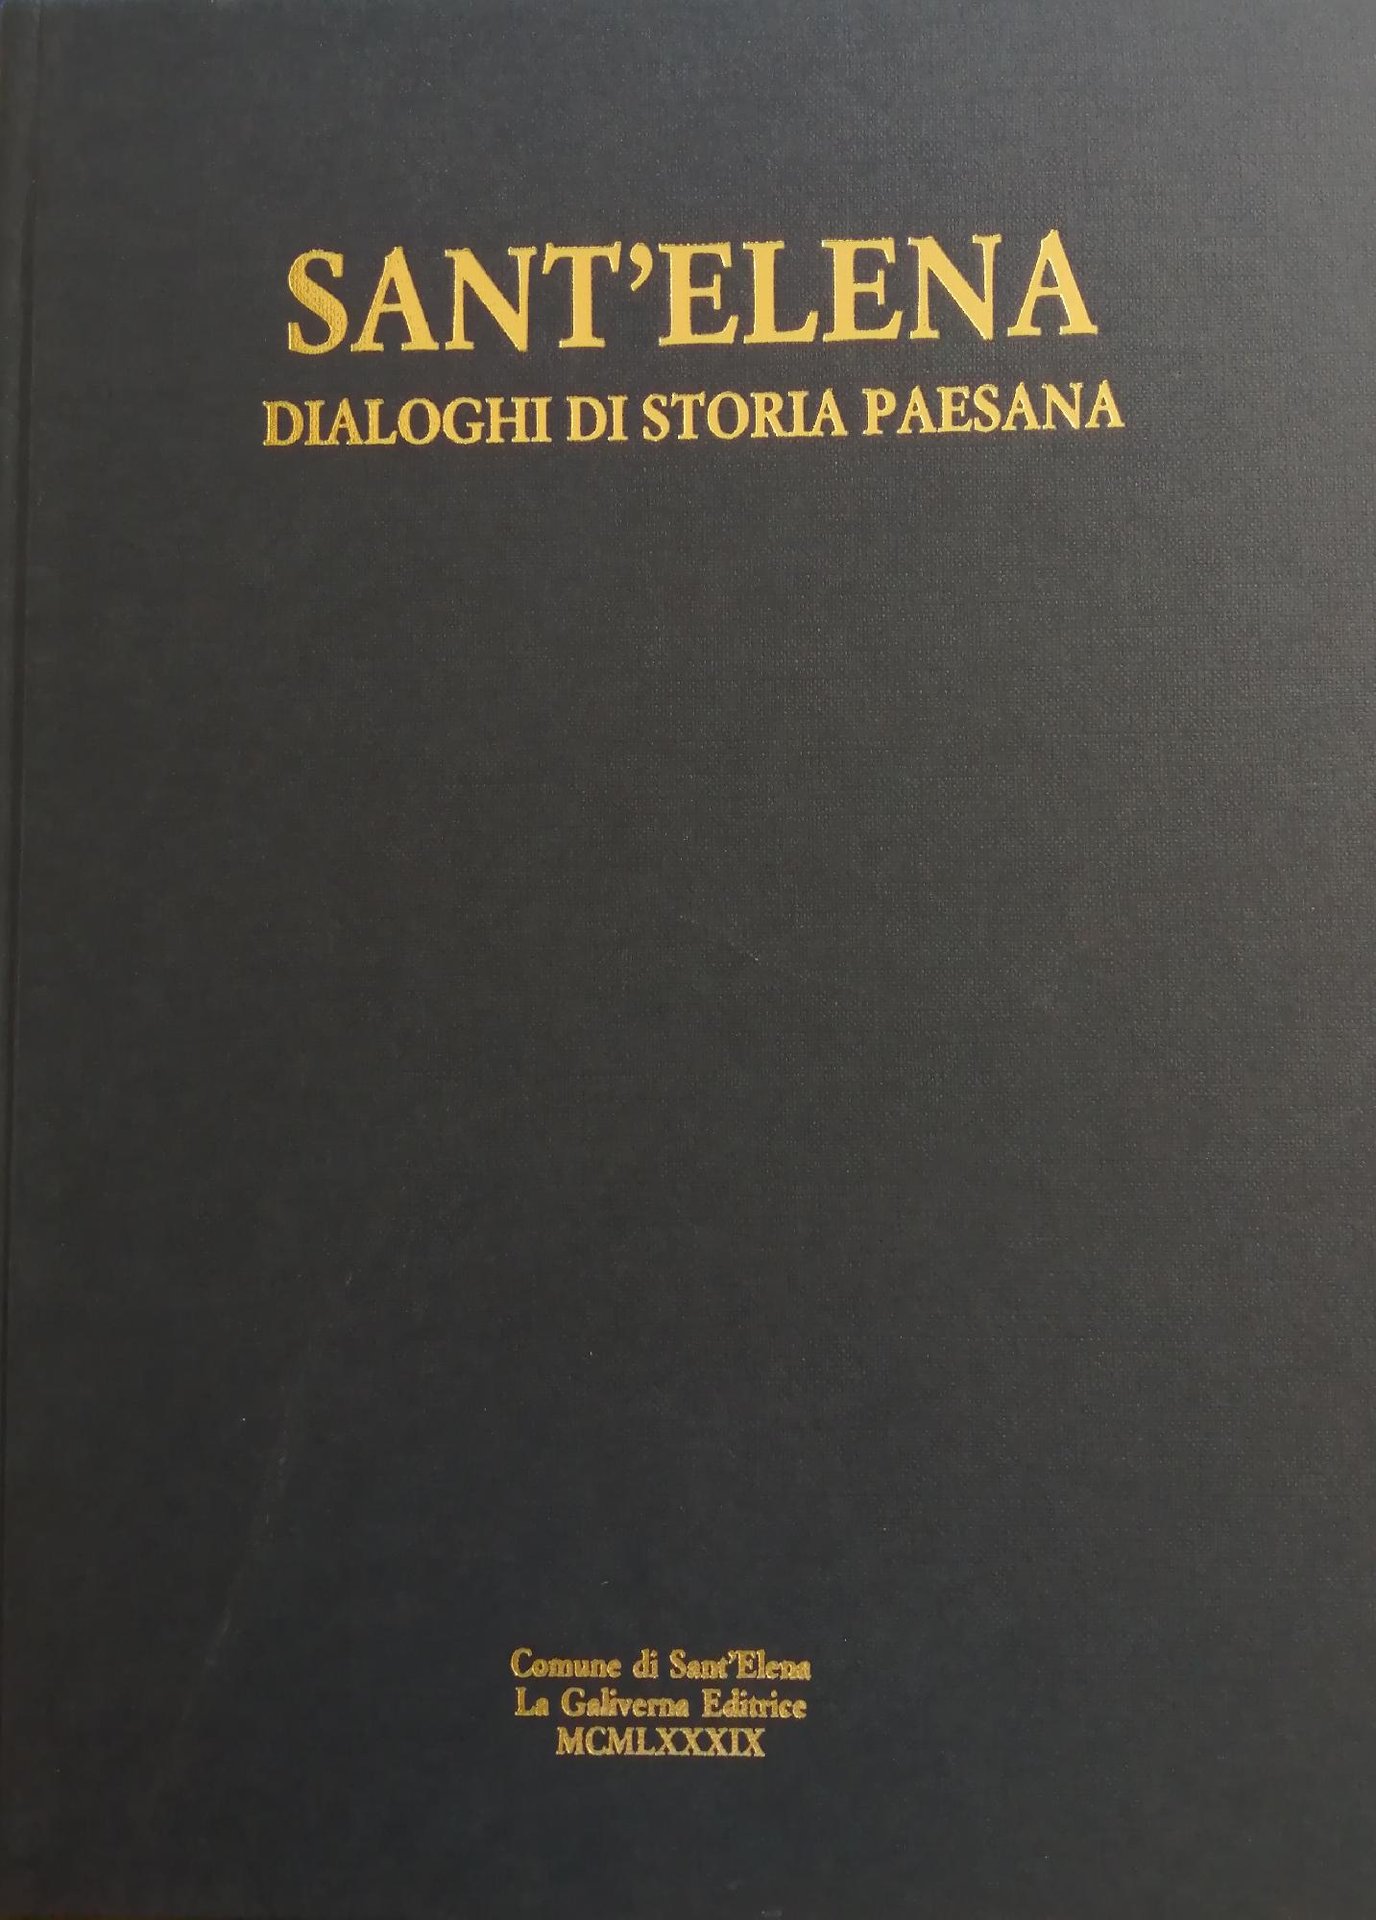 SANT’ELENA
DIALOGHI DI STORIA PAESANA
Comune di Sant’Elena
La Galiverna Editrice
MCMLXXXIX